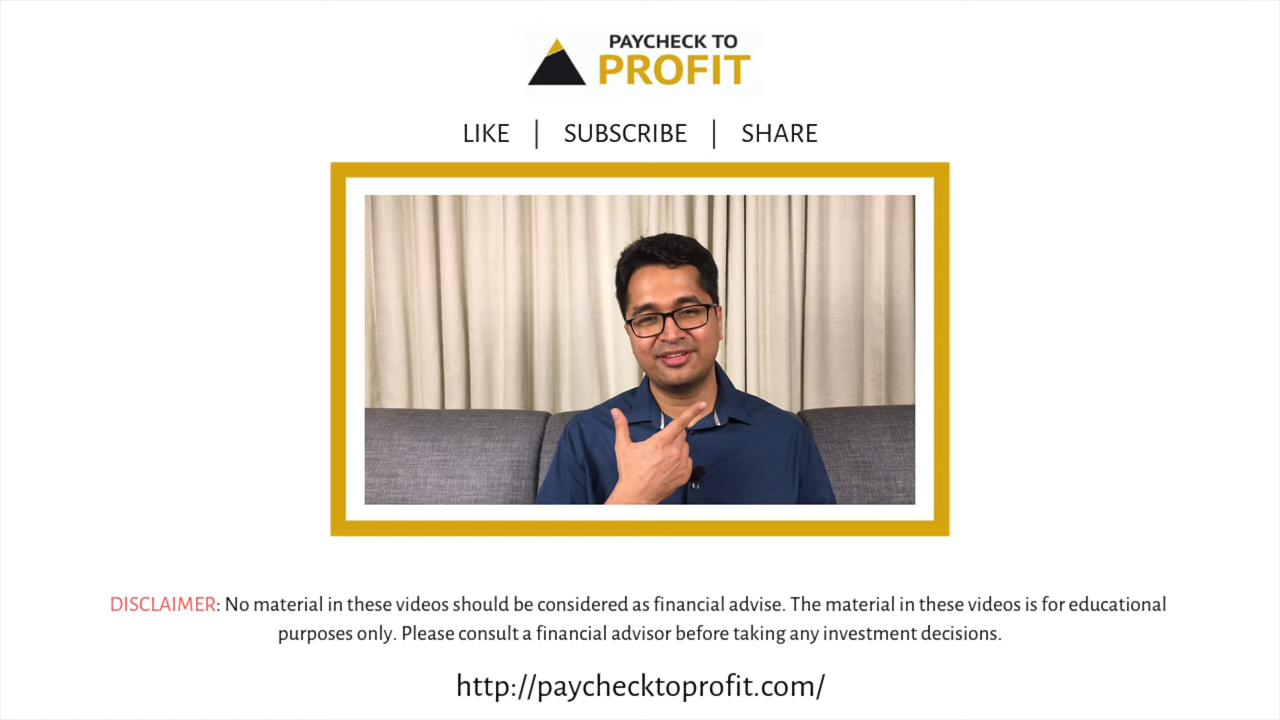 PAYCHECK TO
PROFIT
LIKE | SUBSCRIBE | SHARE
DISCLAIMER: No material in these videos should be considered as financial advise. The material in these videos is for educational
purposes only. Please consult a financial advisor before taking any investment decisions.
http://paychecktoprofit.com/